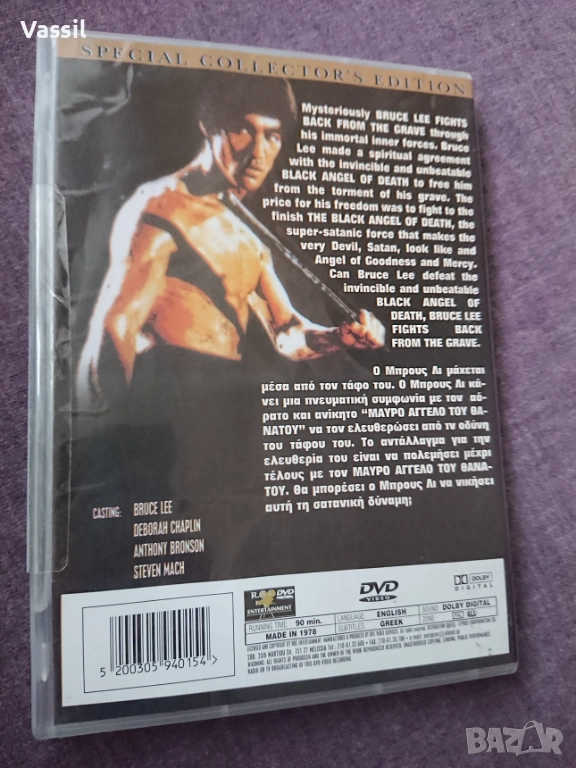 Vassil
SPECIAL COLLECTOR'S EDITION
Mysteriously BRUCE LEE FIGHTS
BACK FROM THE GRAVE through
his immortal inner forces. Bruce
Lee made a spiritual agreement
with the invincible and unbeatable
BLACK ANGEL OF DEATH to free him
from the torment of his grave. The
price for his freedom was to fight to the
finish THE BLACK ANGEL OF DEATH, the
super-satanic force that makes the
very Devil, Satan, look like and
Angel of Goodness and Mercy.
Can Bruce Lee defeat the
invincible and unbeatable
BLACK ANGEL OF
DEATH, BRUCE LEE
FIGHTS BACK
FROM THE GRAVE.
Ο Μπρους Λι μάχεται
μέσα από τον τάφο του. Ο Μπρους Λι κά-
νει μια πνευματική συμφωνία με τον αό-
ρατο και ανίκητο "ΜΑΥΡΟ ΑΓΓΕΛΟ ΤΟΥ ΘΑ-
ΝΑΤΟΥ" να τον ελευθερώσει από τν οδύνη
του τάφου του. Το αντάλλαγμα για την
ελευθερία του είναι να πολεμήσει μέχρι
τέλους με τον ΜΑΥΡΟ ΑΓΓΕΛΟ ΤΟΥ ΘΑΝΑ-
ΤΟΥ. Θα μπορέσει ο Μπρους Λι να νικήσει
αυτή τη σατανική δύναμη;
CASTING: BRUCE LEE
DEBORAH CHAPLIN
ANTHONY BRONSON
STEVEN MACH
DVD
ENTERTAINMENT
DVD
VIDEO
DOLBY
DIGITAL
RUNNING TIME: 90 min.
MADE IN 1978
LANGUAGE: ENGLISH
SUBTITLES: GREEK
SOUND: DOLBY DIGITAL
ZONE: ALL
5 200305 940154 >
BAZAR